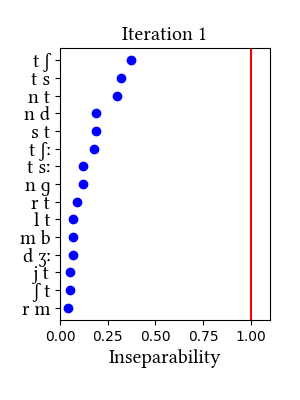 Iteration 1
t ʃ
t s
n t
n d
s t
t ʃː
t sː
n ɡ
r t
l t
m b
d ʒː
j t
ʃ t
r m
0.00 0.25 0.50 0.75 1.00
Inseparability